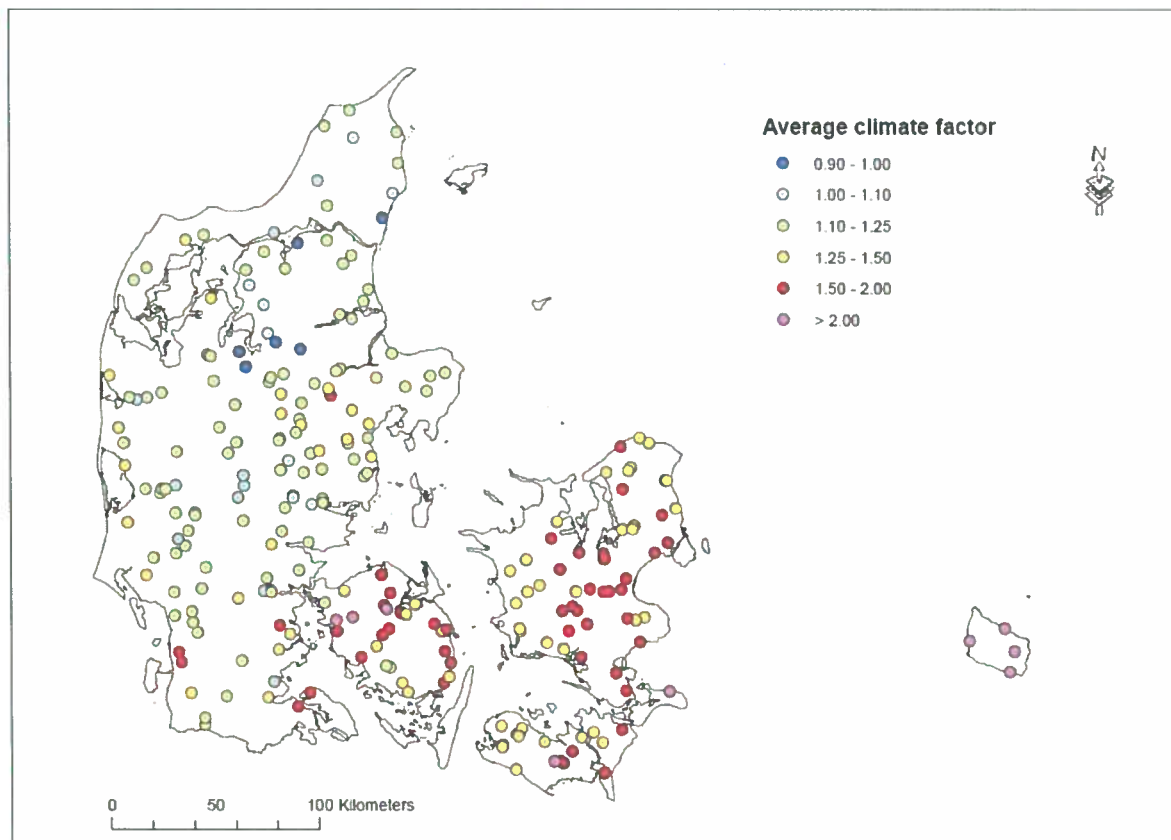 Average climate factor
0.90 - 1.00
1.00 - 1.10
1.10 - 1.25
1.25 - 1.50
1.50 - 2.00
> 2.00
N
0 50 100 Kilometers